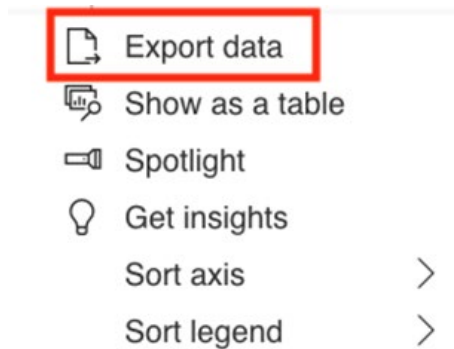 Export data
Show as a table
Spotlight
Get insights
Sort axis
Sort legend